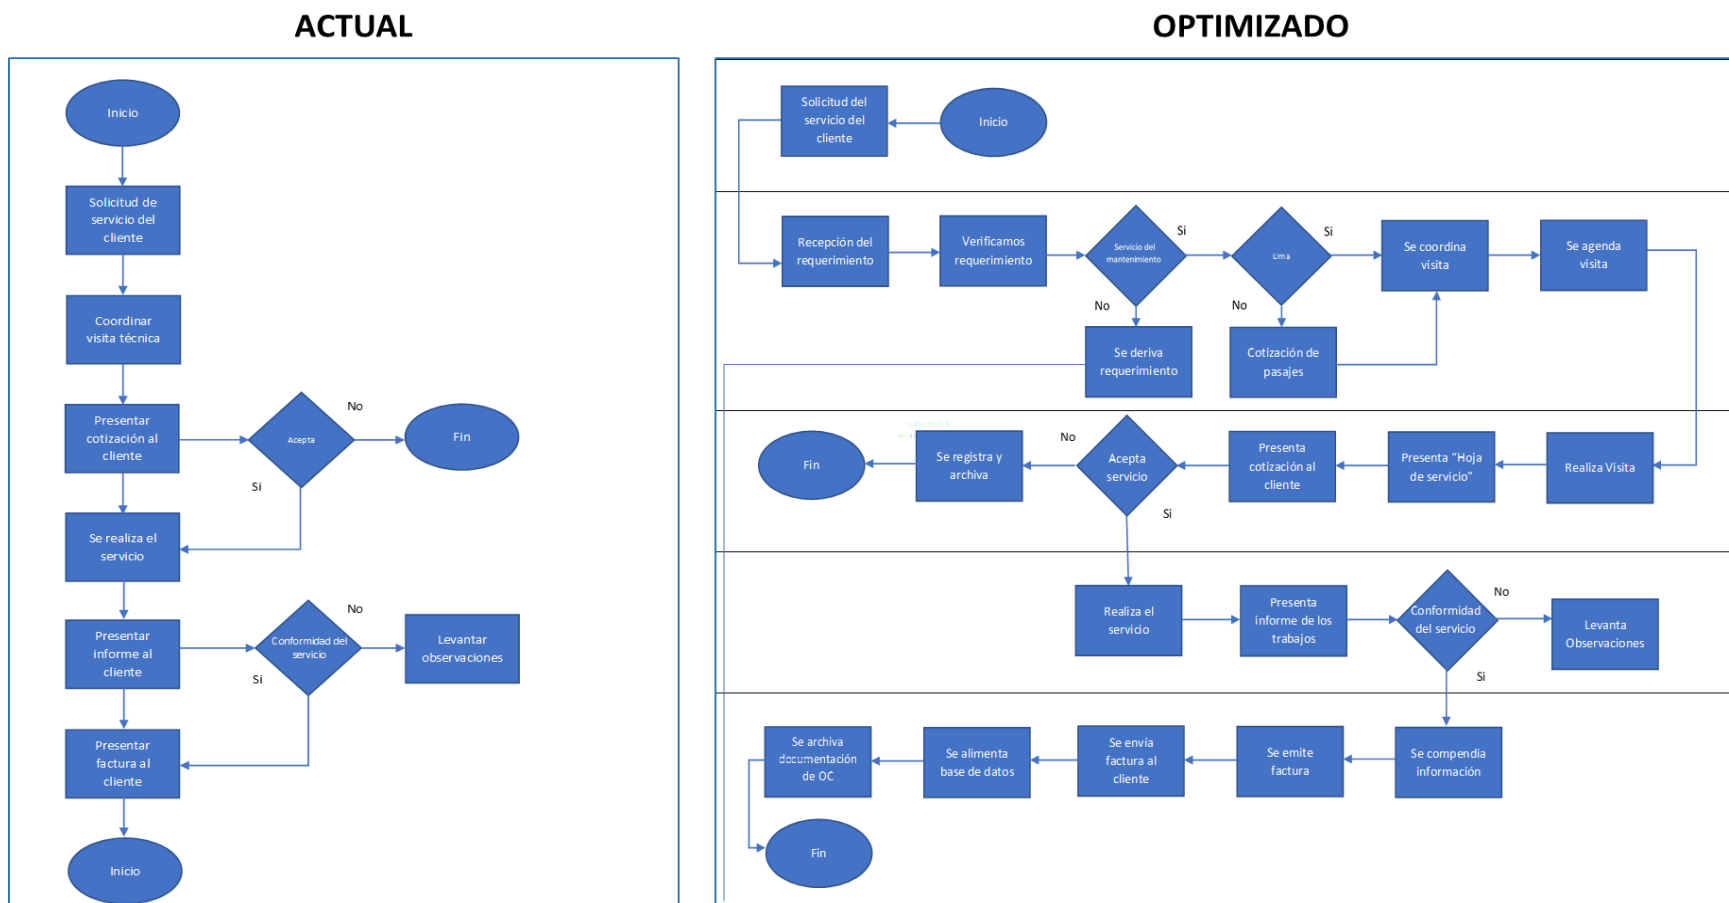 ACTUAL
Inicio
Solicitud de
servicio del
cliente
Coordinar
visita técnica
Presentar
cotización al
cliente
Acepta
No
Fin
Si
Se realiza el
servicio
Presentar
informe al
cliente
Conformidad del
servicio
No
Levantar
observaciones
Si
Presentar
factura al
cliente
Inicio
OPTIMIZADO
Solicitud del
servicio del
cliente
Inicio
Recepción del
requerimiento
Verificamos
requerimiento
Servicio del
mantenimiento
Si
Lima
Si
Se coordina
visita
Se agenda
visita
No
No
Se deriva
requerimiento
Cotización de
pasajes
Fin
Se registra y
archiva
No
Acepta
servicio
Si
Presenta
cotización al
cliente
Presenta “Hoja
de servicio”
Realiza Visita
Realiza el
servicio
Presenta
informe de los
trabajos
Conformidad
del servicio
No
Levanta
Observaciones
Si
Se archiva
documentación
de OC
Se alimenta
base de datos
Se envía
factura al
cliente
Se emite
factura
Se compendia
información
Fin